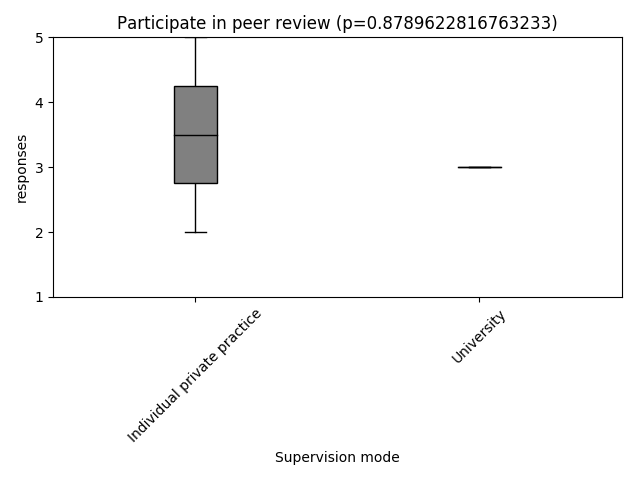 Participate in peer review (p=0.8789622816763233)
5
4
3
2
1
responses
Individual private practice
University
Supervision mode